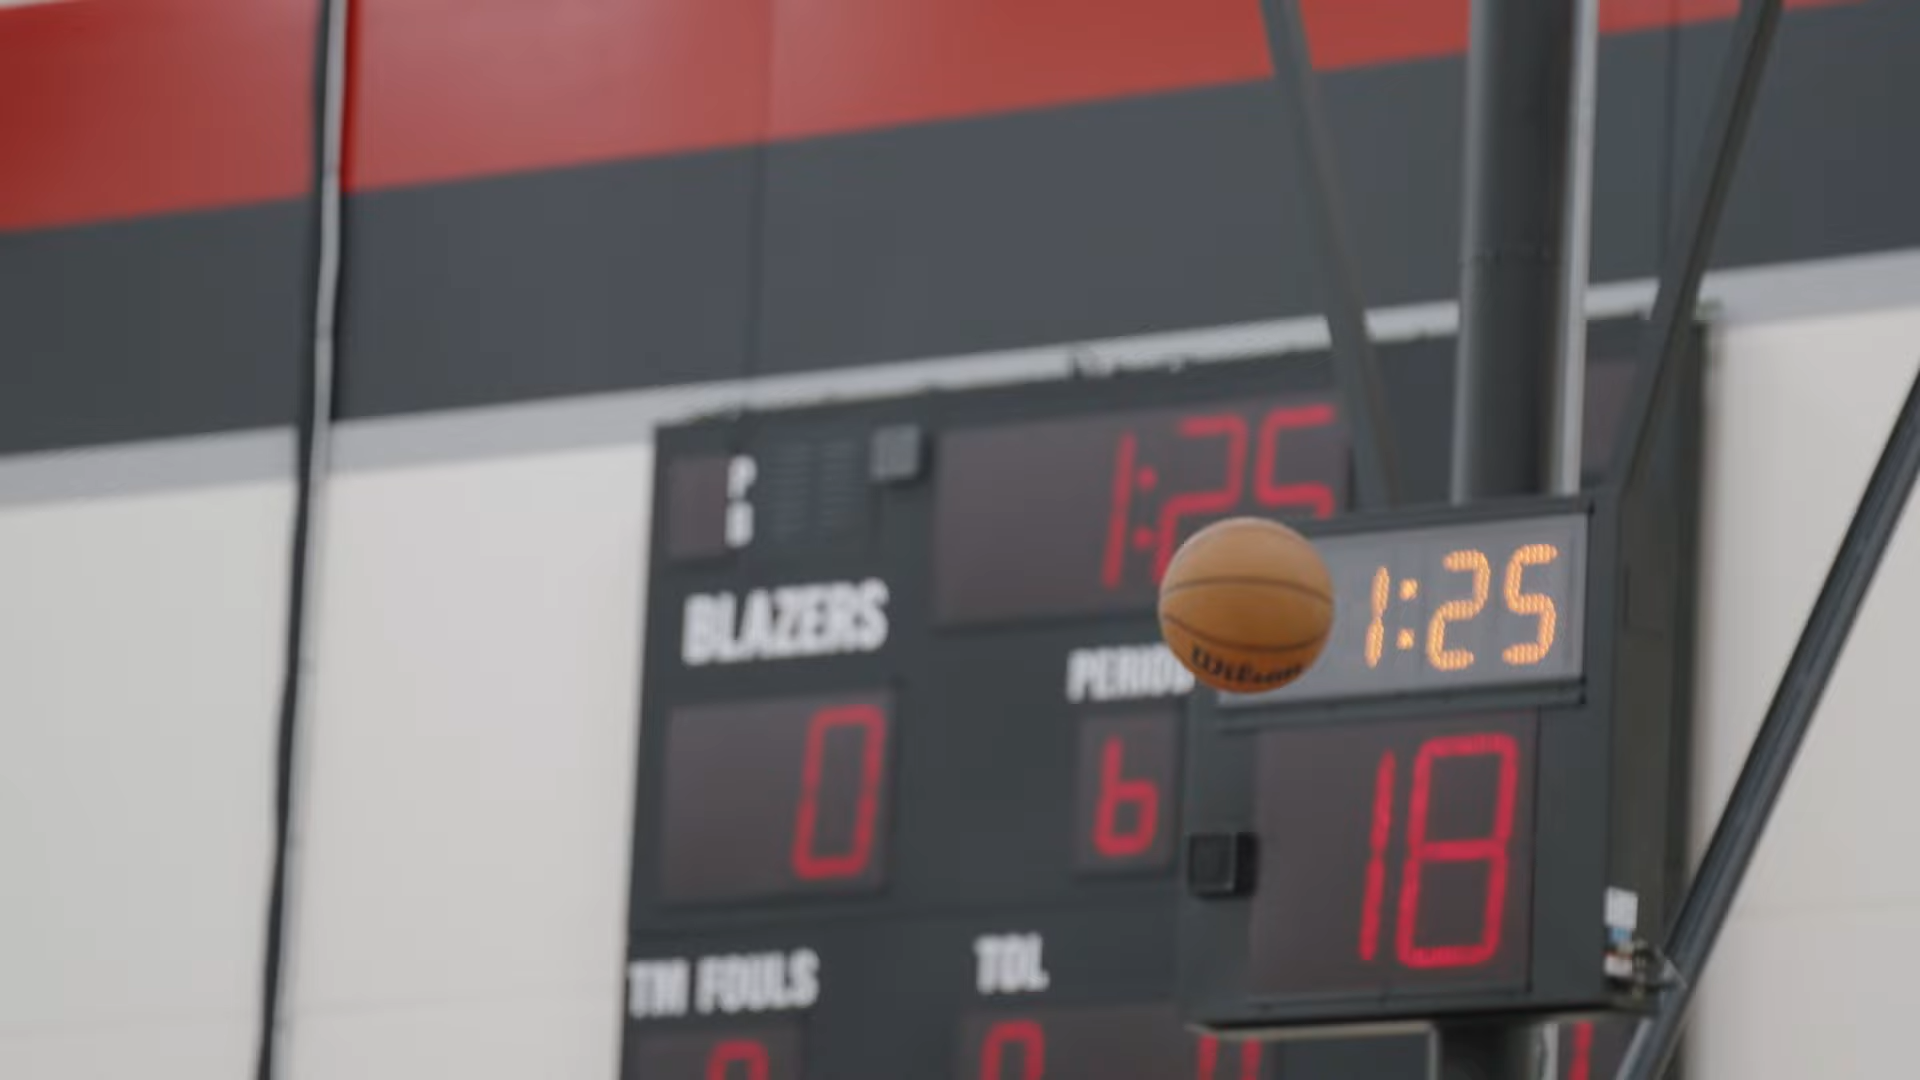 1:25
P
BLAZERS
Wilson
1:25
PERIOD
0
6
18
TM FOULS
TOL
0
0